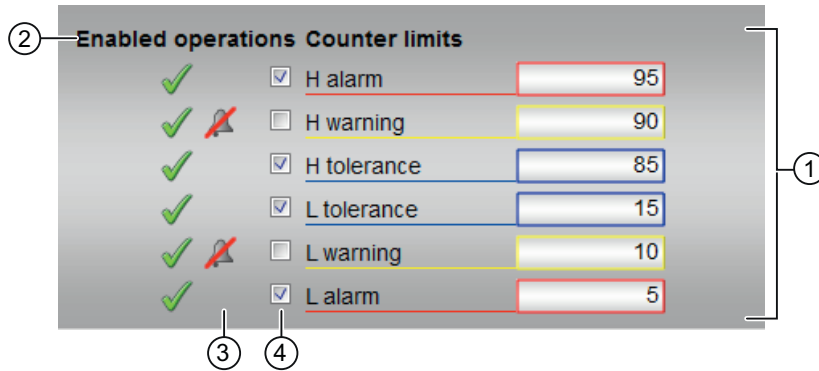 2 Enabled operations Counter limits
H alarm 95
H warning 90
H tolerance 85
1
L tolerance 15
L warning 10
L alarm 5
3 4